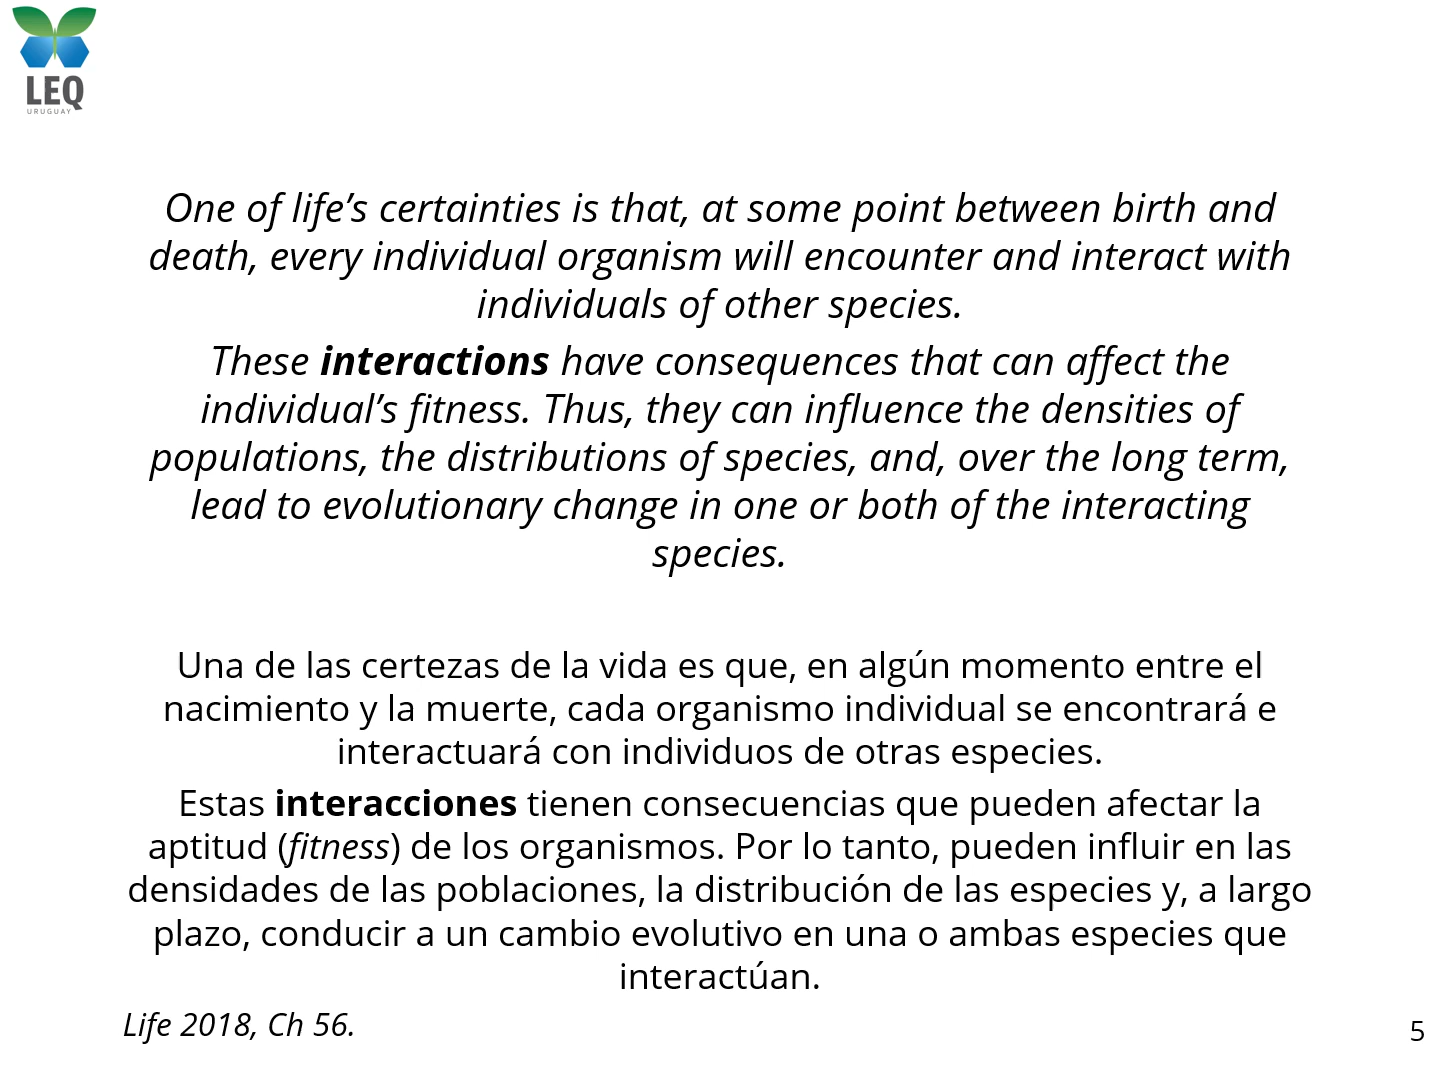 LEQ
URUGUAY
One of life’s certainties is that, at some point between birth and
death, every individual organism will encounter and interact with
individuals of other species.
These interactions have consequences that can affect the
individual’s fitness. Thus, they can influence the densities of
populations, the distributions of species, and, over the long term,
lead to evolutionary change in one or both of the interacting
species.
Una de las certezas de la vida es que, en algún momento entre el
nacimiento y la muerte, cada organismo individual se encontrará e
interactuará con individuos de otras especies.
Estas interacciones tienen consecuencias que pueden afectar la
aptitud (fitness) de los organismos. Por lo tanto, pueden influir en las
densidades de las poblaciones, la distribución de las especies y, a largo
plazo, conducir a un cambio evolutivo en una o ambas especies que
interactúan.
Life 2018, Ch 56.
5